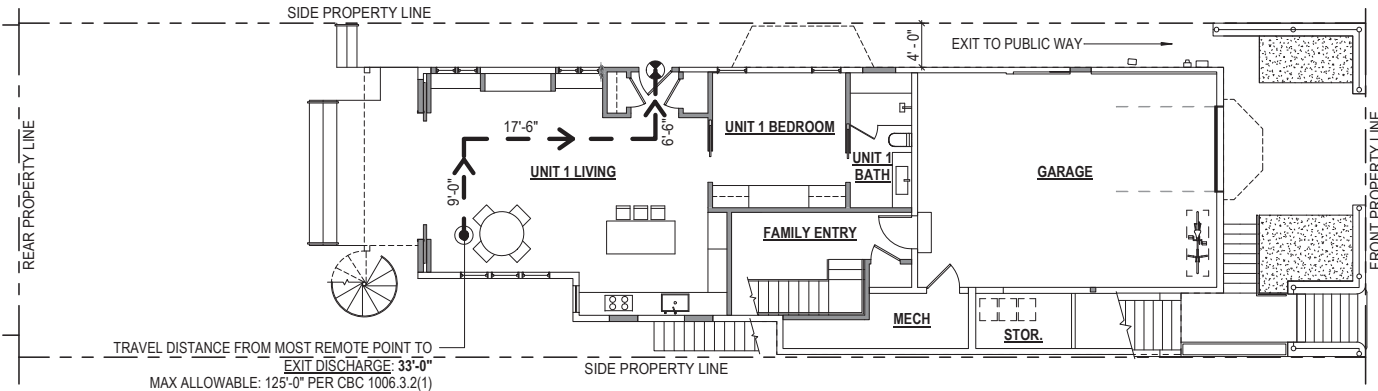 SIDE PROPERTY LINE
EXIT TO PUBLIC WAY
4'-0"
REAR PROPERTY LINE
FRONT PROPERTY LINE
17'-6"
6'-6"
9'-0"
UNIT 1 BEDROOM
UNIT 1 LIVING
UNIT 1
BATH
GARAGE
FAMILY ENTRY
MECH
STOR.
TRAVEL DISTANCE FROM MOST REMOTE POINT TO
EXIT DISCHARGE: 33'-0"
MAX ALLOWABLE: 125'-0" PER CBC 1006.3.2(1)
SIDE PROPERTY LINE